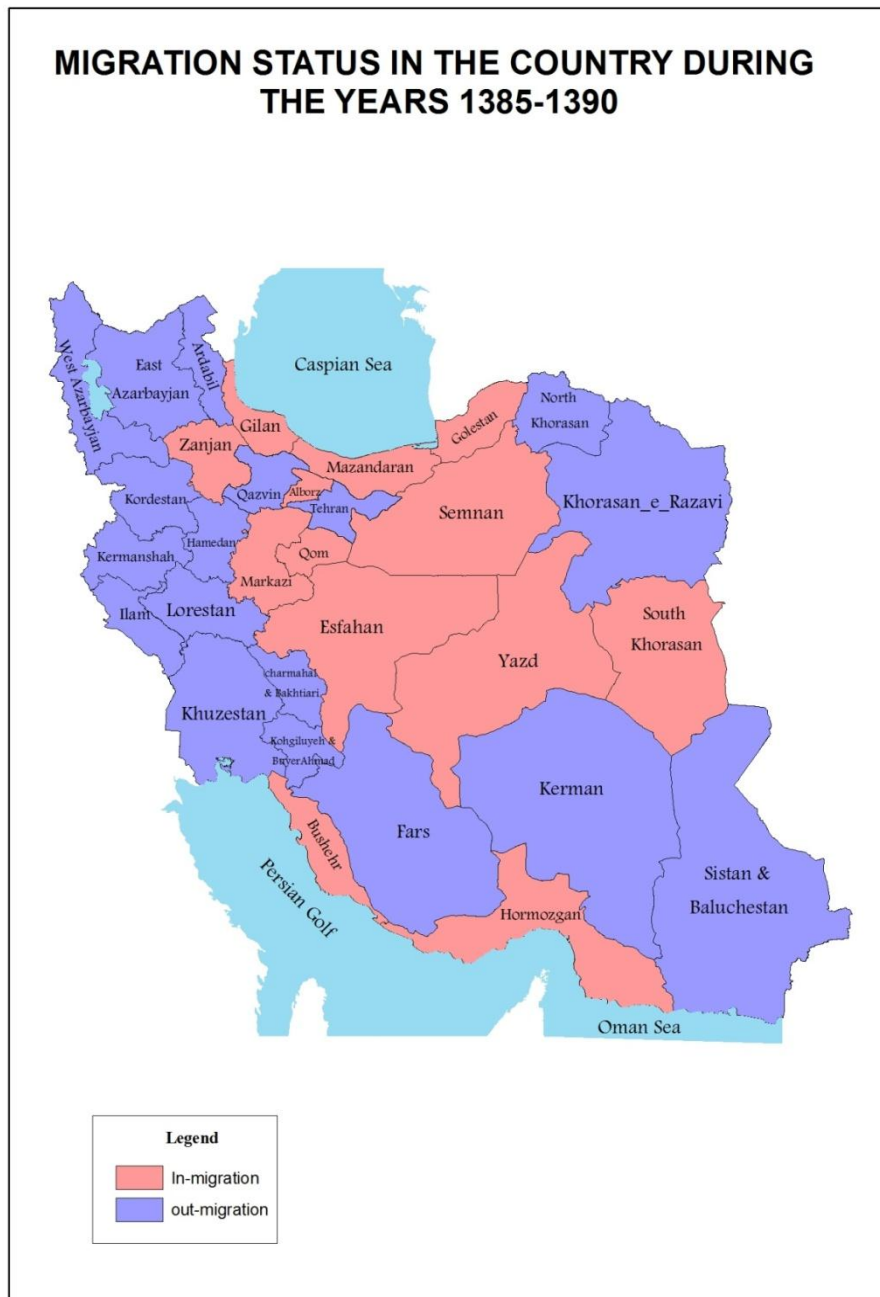 MIGRATION STATUS IN THE COUNTRY DURING
THE YEARS 1385-1390
Caspian Sea
West Azarbayjan
East
Azarbayjan
Ardabil
Gilan
Zanjan
Mazandaran
Golestan
North
Khorasan
Khorasan_e_Razavi
Kordestan
Qazvin
Alborz
Tehran
Semnan
Hamedan
Kermanshah
Qom
Markazi
Ilam
Lorestan
Esfahan
South
Khorasan
Yazd
charmahal
& Bakhtiari
Khuzestan
Kohgiluyeh &
BuyerAhmad
Kerman
Fars
Bushehr
Sistan &
Baluchestan
Persian Golf
Hormozgan
Oman Sea
Legend
In-migration
out-migration